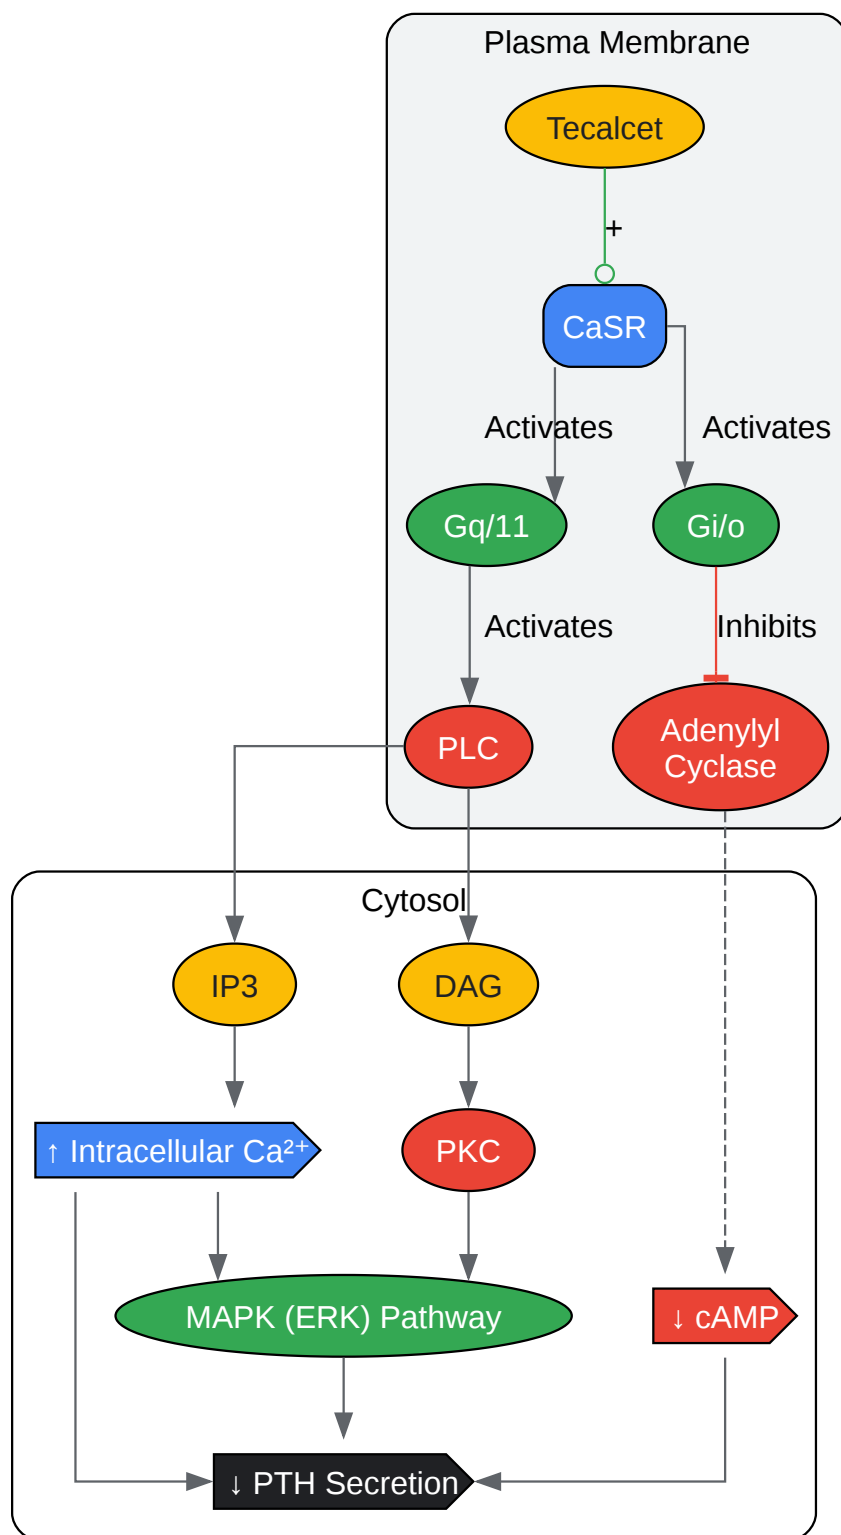 Plasma Membrane
Tecalcet
+
CaSR
Activates
Activates
Gq/11
Gi/o
Activates
Inhibits
PLC
Adenylyl
Cyclase
Cytosol
IP3
DAG
↑ Intracellular Ca²⁺
PKC
MAPK (ERK) Pathway
↓ cAMP
↓ PTH Secretion